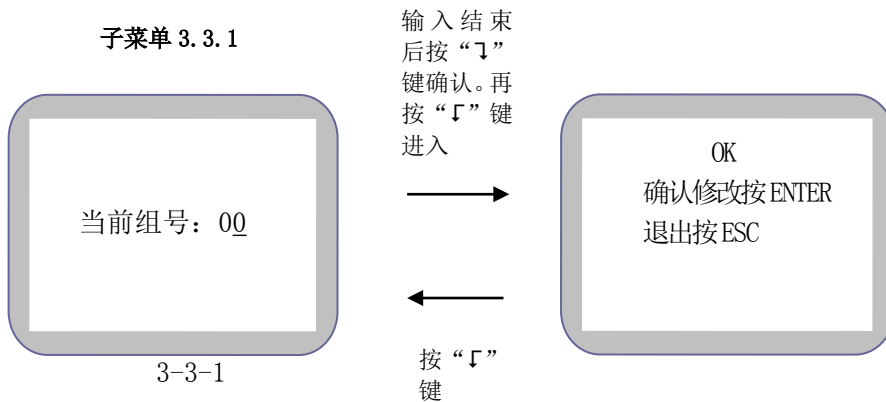 子菜单 3.3.1
输入结束
后按“↴”
键确认。再
按“↱”键
进入
当前组号：00
OK
确认修改按ENTER
退出按ESC
3-3-1
按“↱”
键